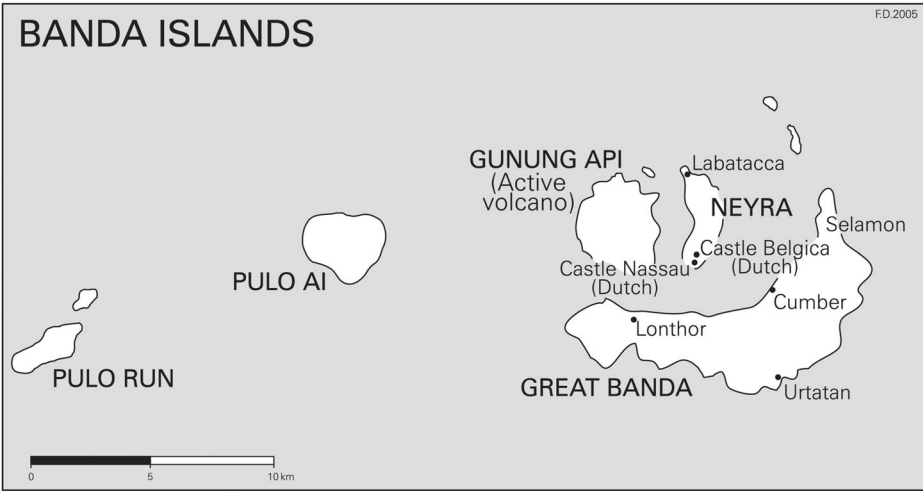 F.D.2005
BANDA ISLANDS
GUNUNG API
(Active
volcano)
Labatacca
NEYRA
Selamon
Castle Belgica
(Dutch)
Castle Nassau
(Dutch)
PULO AI
Cumber
Lonthor
PULO RUN
GREAT BANDA
Urtatan
0 5 10 km